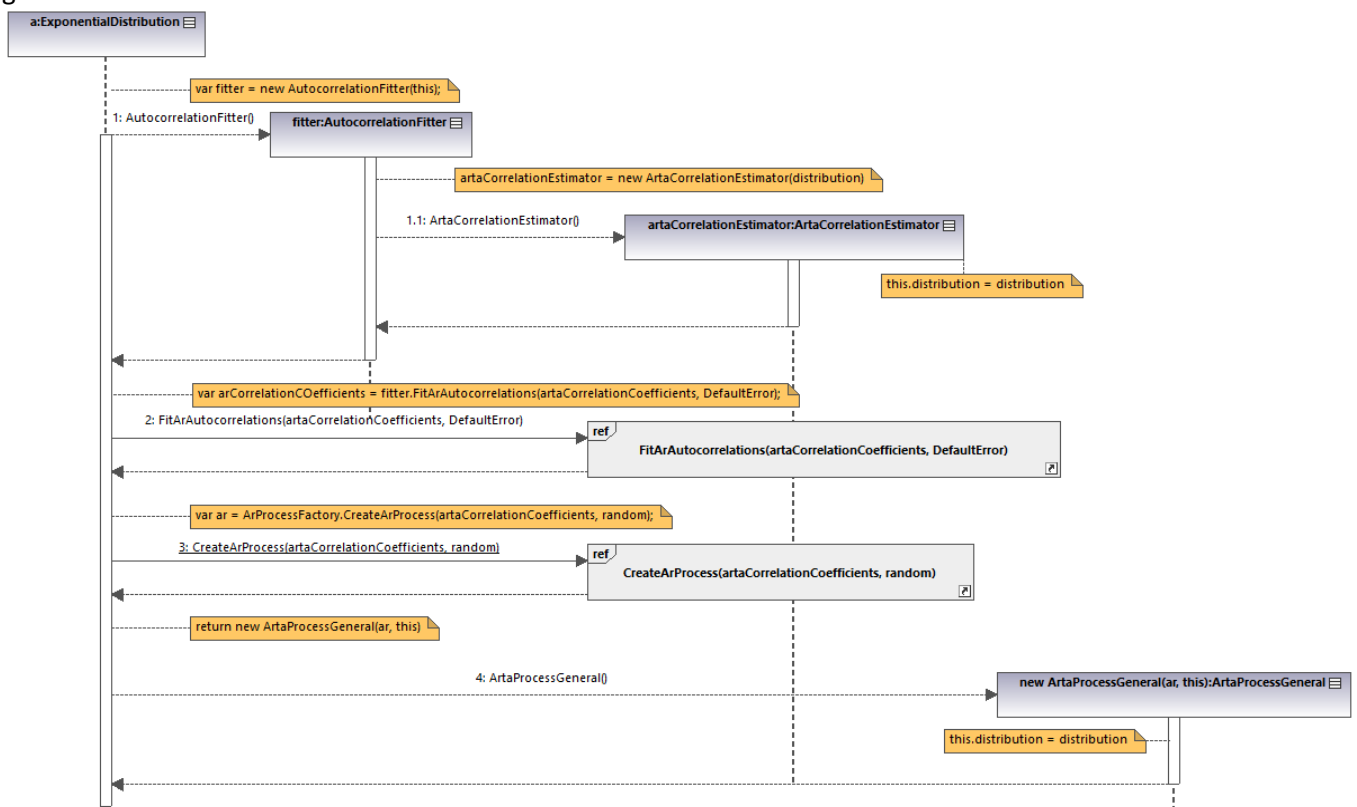 a:ExponentialDistribution
var fitter = new AutocorrelationFitter(this);
1: AutocorrelationFitter()
fitter:AutocorrelationFitter
artaCorrelationEstimator = new ArtaCorrelationEstimator(distribution)
1.1: ArtaCorrelationEstimator()
artaCorrelationEstimator:ArtaCorrelationEstimator
this.distribution = distribution
var arCorrelationCOefficients = fitter.FitArAutocorrelations(artaCorrelationCoefficients, DefaultError);
2: FitArAutocorrelations(artaCorrelationCoefficients, DefaultError)
ref
FitArAutocorrelations(artaCorrelationCoefficients, DefaultError)
var ar = ArProcessFactory.CreateArProcess(artaCorrelationCoefficients, random);
3: CreateArProcess(artaCorrelationCoefficients, random)
ref
CreateArProcess(artaCorrelationCoefficients, random)
return new ArtaProcessGeneral(ar, this)
4: ArtaProcessGeneral()
new ArtaProcessGeneral(ar, this):ArtaProcessGeneral
this.distribution = distribution